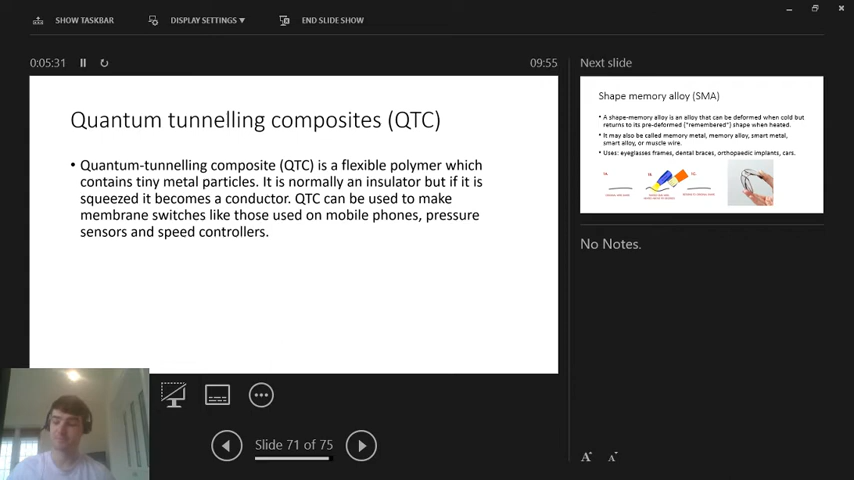 SHOW TASKBAR
DISPLAY SETTINGS ▼
END SLIDE SHOW
0:05:31
09:55
Next slide
Quantum tunnelling composites (QTC)
• Quantum-tunnelling composite (QTC) is a flexible polymer which
contains tiny metal particles. It is normally an insulator but if it is
squeezed it becomes a conductor. QTC can be used to make
membrane switches like those used on mobile phones, pressure
sensors and speed controllers.
Shape memory alloy (SMA)
• A shape-memory alloy is an alloy that can be deformed when cold but
returns to its pre-deformed ("remembered") shape when heated.
• It may also be called memory metal, memory alloy, smart metal,
smart alloy, or muscle wire.
• Uses: eyeglasses frames, dental braces, orthopaedic implants, cars.
No Notes.
Slide 71 of 75
A
A